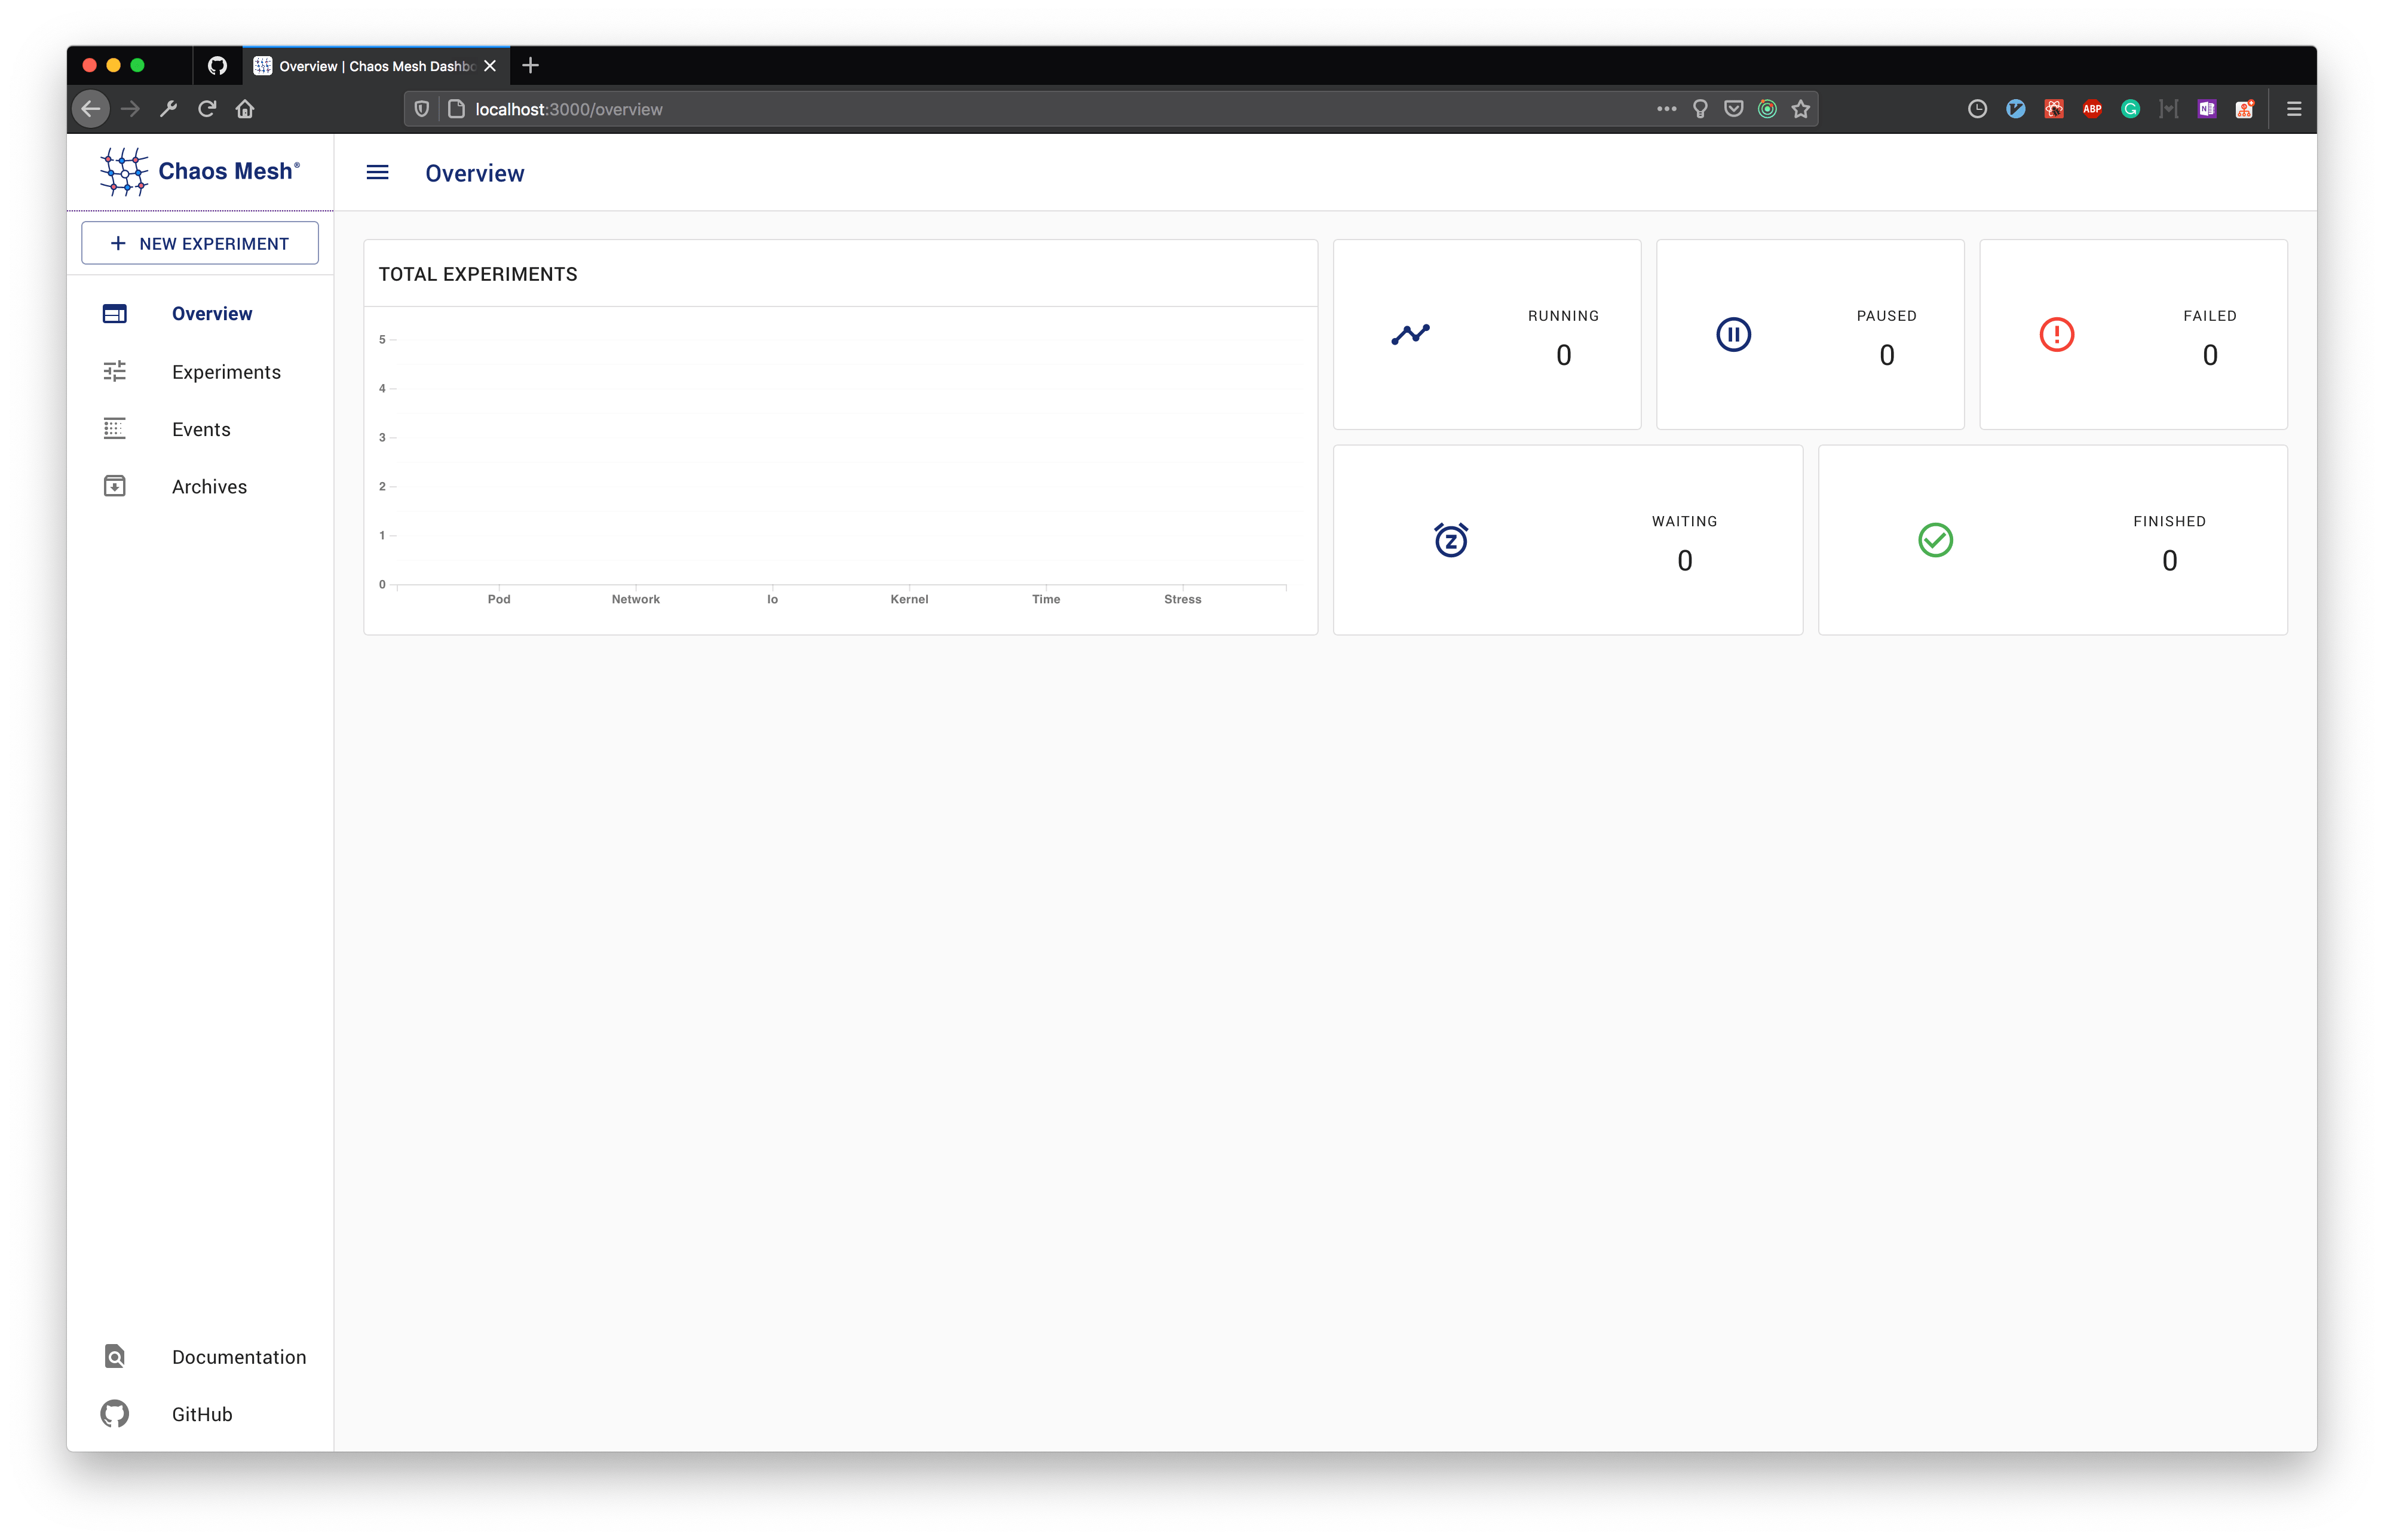 Overview | Chaos Mesh Dashbo
localhost:3000/overview
ABP
G
N
Chaos Mesh®
Overview
+ NEW EXPERIMENT
Overview
Experiments
Events
Archives
Documentation
GitHub
TOTAL EXPERIMENTS
5
4
3
2
1
0
Pod Network Io Kernel Time Stress
RUNNING
0
PAUSED
0
FAILED
0
Z
WAITING
0
FINISHED
0